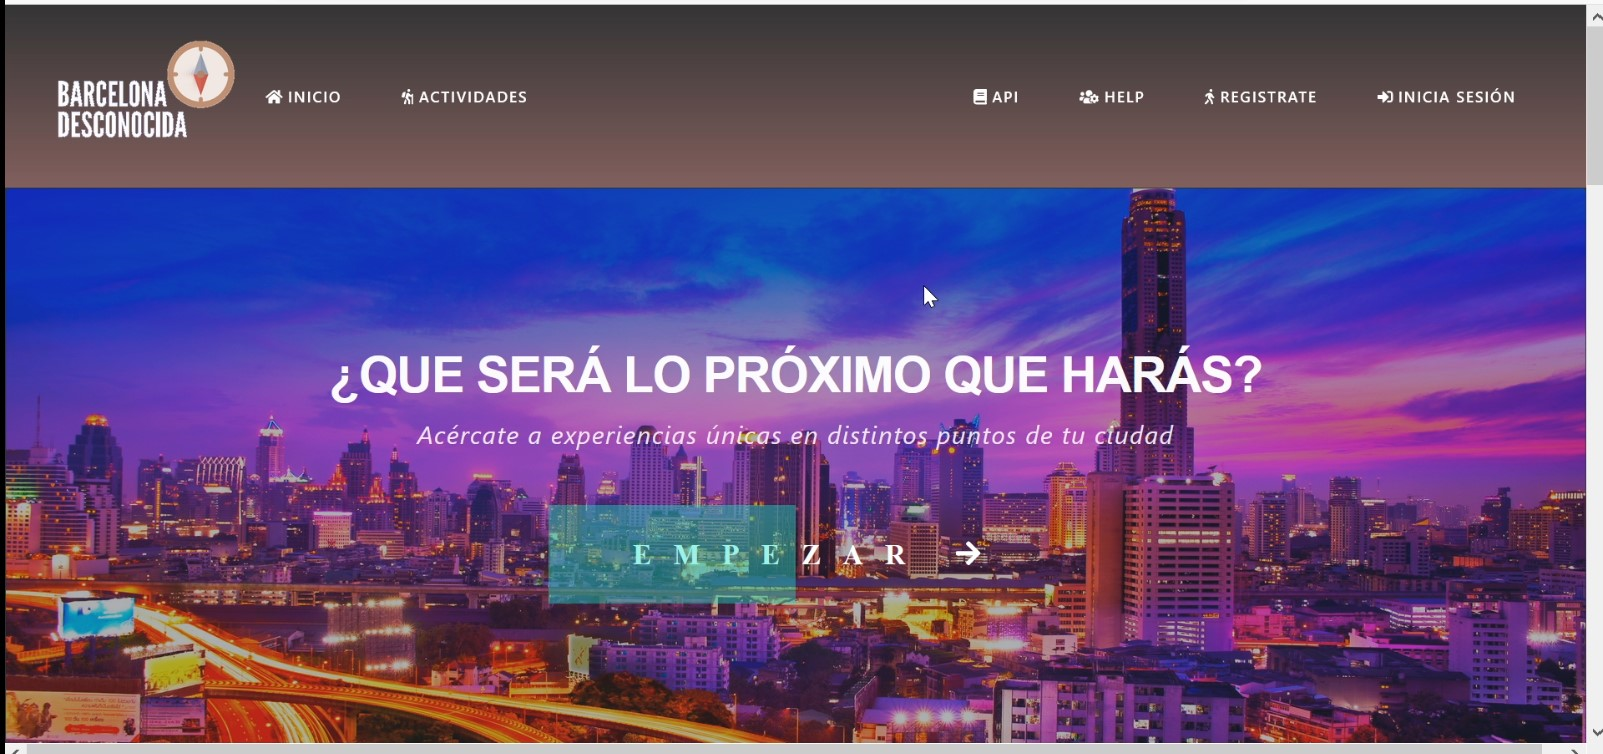 BARCELONA
DESCONOCIDA
INICIO
ACTIVIDADES
API
HELP
REGISTRATE
INICIA SESIÓN
¿QUE SERÁ LO PRÓXIMO QUE HARÁS?
Acércate a experiencias únicas en distintos puntos de tu ciudad
EMPEZAR